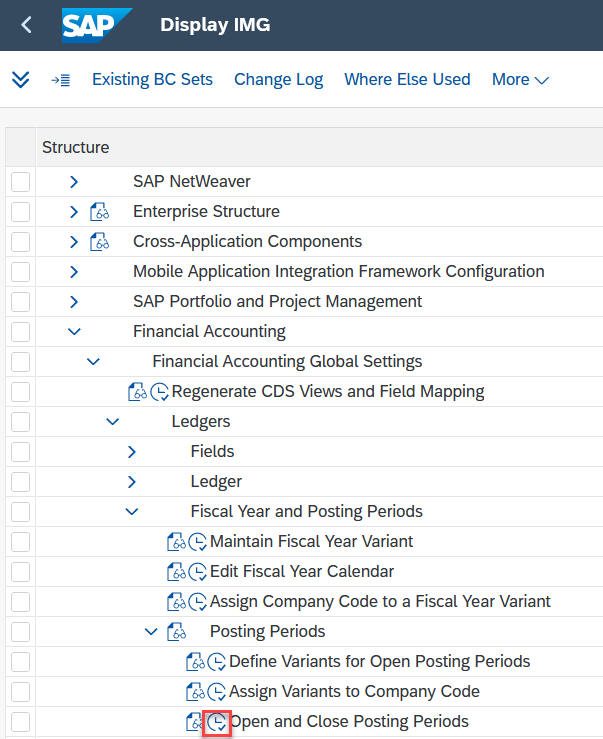 SAP Display IMG
Existing BC Sets Change Log Where Else Used More
Structure
SAP NetWeaver
Enterprise Structure
Cross-Application Components
Mobile Application Integration Framework Configuration
SAP Portfolio and Project Management
Financial Accounting
Financial Accounting Global Settings
Regenerate CDS Views and Field Mapping
Ledgers
Fields
Ledger
Fiscal Year and Posting Periods
Maintain Fiscal Year Variant
Edit Fiscal Year Calendar
Assign Company Code to a Fiscal Year Variant
Posting Periods
Define Variants for Open Posting Periods
Assign Variants to Company Code
Open and Close Posting Periods